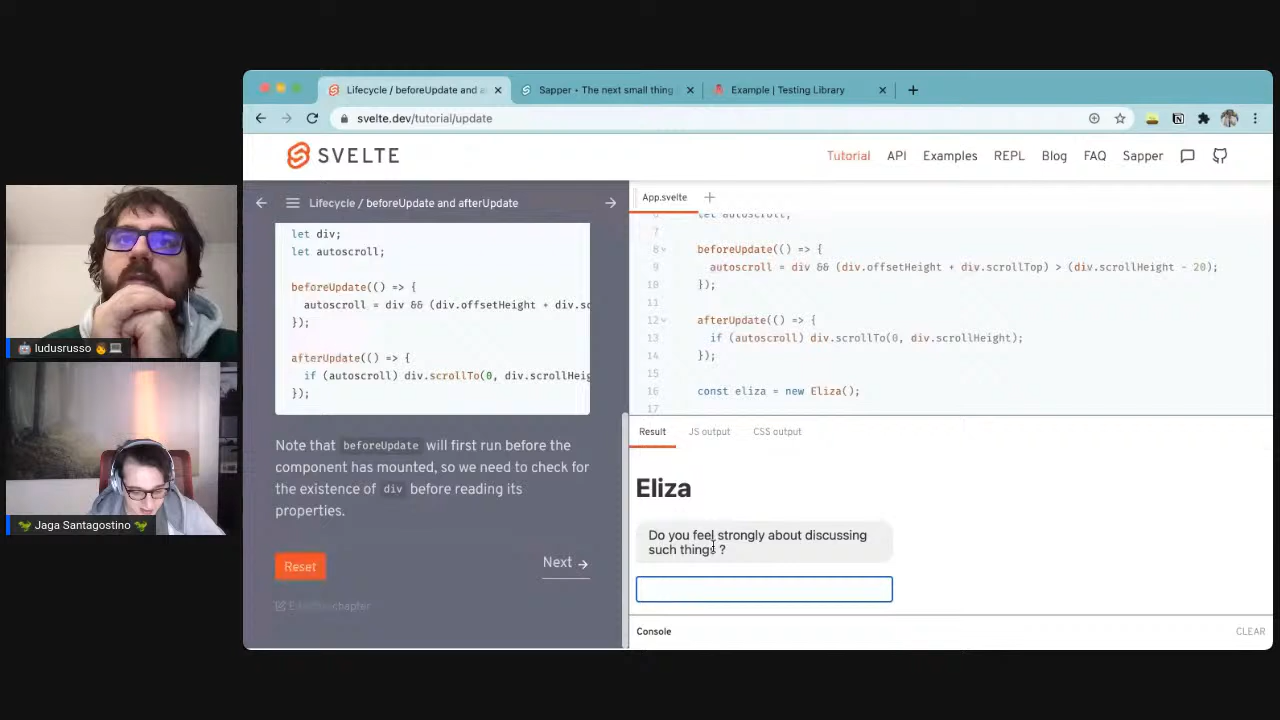 Lifecycle / beforeUpdate and a
Sapper • The next small thing
Example | Testing Library
svelte.dev/tutorial/update
SVELTE
Tutorial
API
Examples
REPL
Blog
FAQ
Sapper
Lifecycle / beforeUpdate and afterUpdate
let div;
let autoscroll;
beforeUpdate(() => {
autoscroll = div && (div.offsetHeight + div.sc
});
afterUpdate(() => {
if (autoscroll) div.scrollTo(0, div.scrollHeig
});
Note that beforeUpdate will first run before the
component has mounted, so we need to check for
the existence of div before reading its
properties.
Reset
Next
chapter
App.svelte
let autoscroll;
7
8
beforeUpdate(() => {
9
autoscroll = div && (div.offsetHeight + div.scrollTop) > (div.scrollHeight - 20);
10
});
11
12
afterUpdate(() => {
13
if (autoscroll) div.scrollTo(0, div.scrollHeight);
14
});
15
16
const eliza = new Eliza();
17
Result
JS output
CSS output
Eliza
Do you feel strongly about discussing
such things ?
Console
CLEAR
ludusrusso
Jaga Santagostino